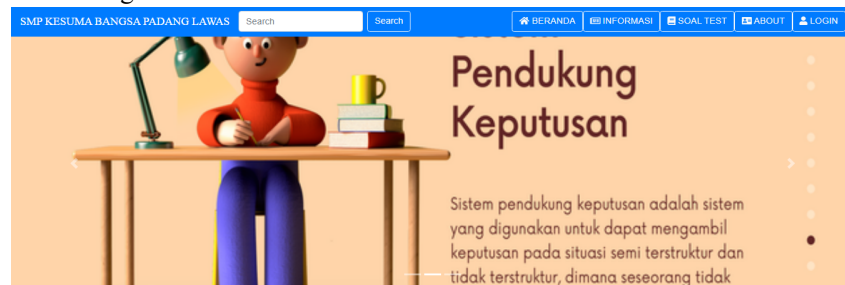 SMP KESUMA BANGSA PADANG LAWAS Search Search BERANDA INFORMASI SOAL TEST ABOUT LOGIN
Sistem
Pendukung
Keputusan
Sistem pendukung keputusan adalah sistem
yang digunakan untuk dapat mengambil
keputusan pada situasi semi terstruktur dan
tidak terstruktur, dimana seseorang tidak